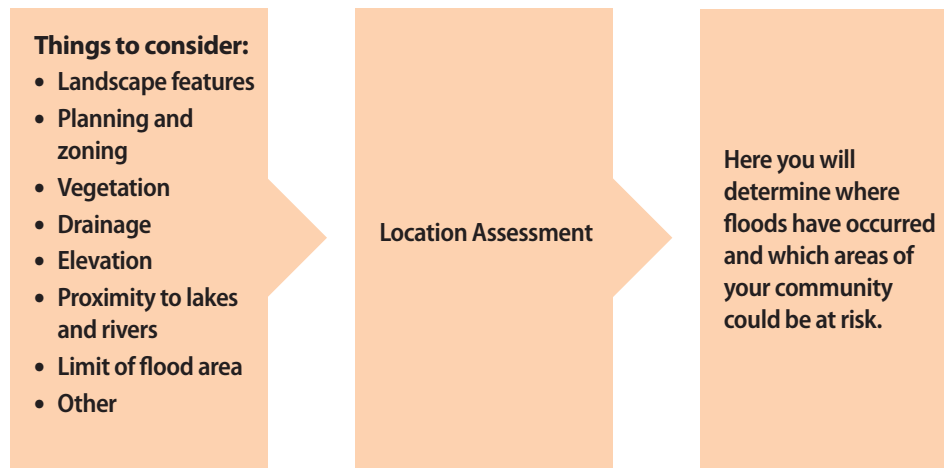 Things to consider:
• Landscape features
• Planning and
zoning
• Vegetation
• Drainage
• Elevation
• Proximity to lakes
and rivers
• Limit of flood area
• Other
Location Assessment
Here you will
determine where
floods have occurred
and which areas of
your community
could be at risk.